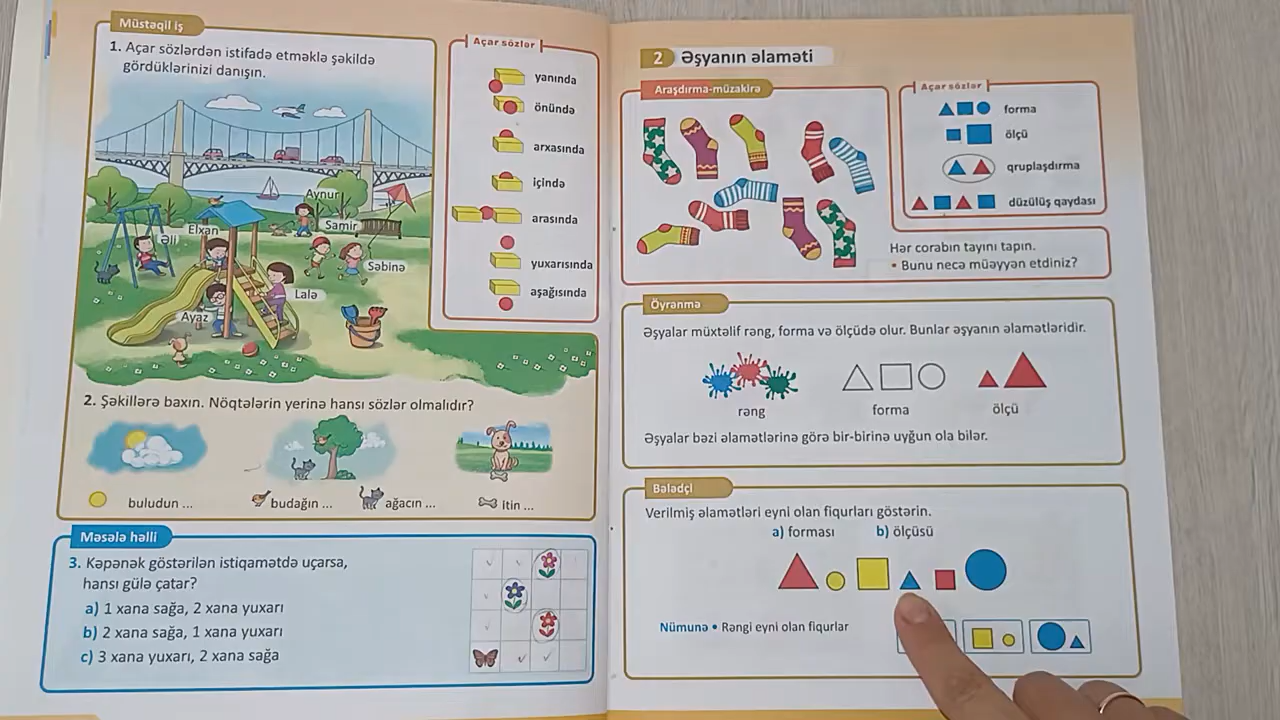 Müstəqil iş
1. Açar sözlərdən istifadə etməklə şəkildə
gördüklərinizi danışın.
Aynur
Samir
Elxan
Əli
Səbinə
Lalə
Ayaz
Açar sözlər
yanında
önündə
arxasında
içində
arasında
yuxarısında
aşağısında
2. Şəkillərə baxın. Nöqtələrin yerinə hansı sözlər olmalıdır?
buludun ...
budağın ...
ağacın ...
itin ...
Məsələ həlli
3. Kəpənək göstərilən istiqamətdə uçarsa,
hansı gülə çatar?
a) 1 xana sağa, 2 xana yuxarı
b) 2 xana sağa, 1 xana yuxarı
c) 3 xana yuxarı, 2 xana sağa
2 Əşyanın əlaməti
Araşdırma-müzakirə
Açar sözlər
forma
ölçü
qruplaşdırma
düzülüş qaydası
Hər corabın tayını tapın.
• Bunu necə müəyyən etdiniz?
Öyrənmə
Əşyalar müxtəlif rəng, forma və ölçüdə olur. Bunlar əşyanın əlamətləridir.
rəng
forma
ölçü
Əşyalar bəzi əlamətlərinə görə bir-birinə uyğun ola bilər.
Bələdçi
Verilmiş əlamətləri eyni olan fiqurları göstərin.
a) forması b) ölçüsü
Nümunə • Rəngi eyni olan fiqurlar